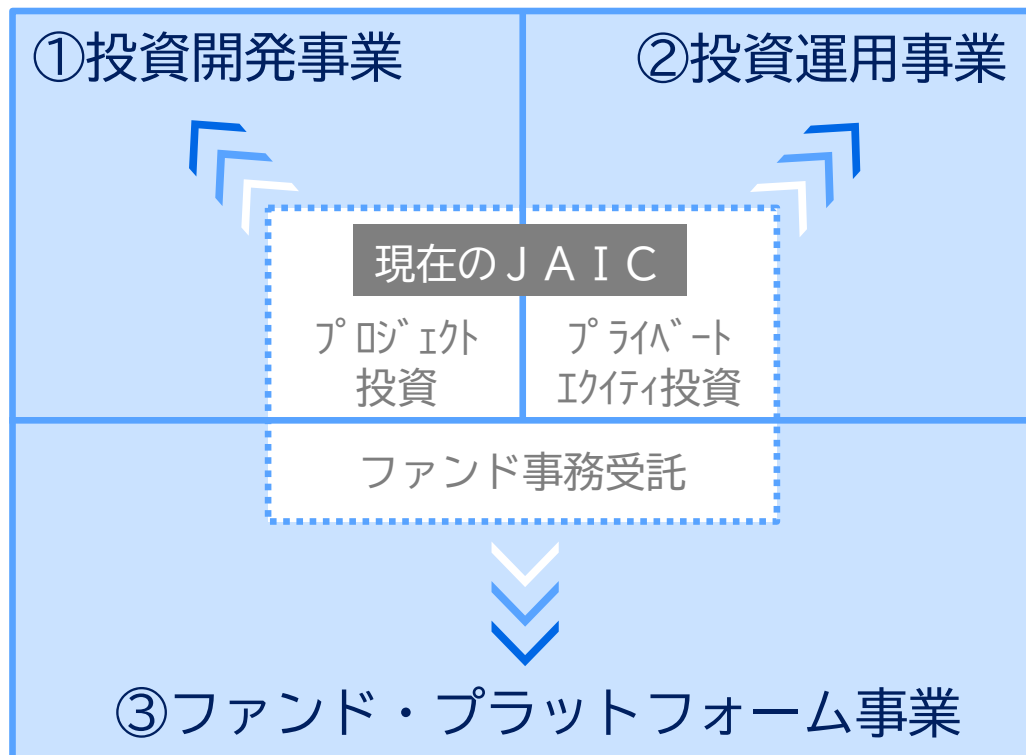 ①投資開発事業
②投資運用事業
現在のJAIC
プロジェクト
投資
プライベート
エクイティ投資
ファンド事務受託
③ファンド・プラットフォーム事業